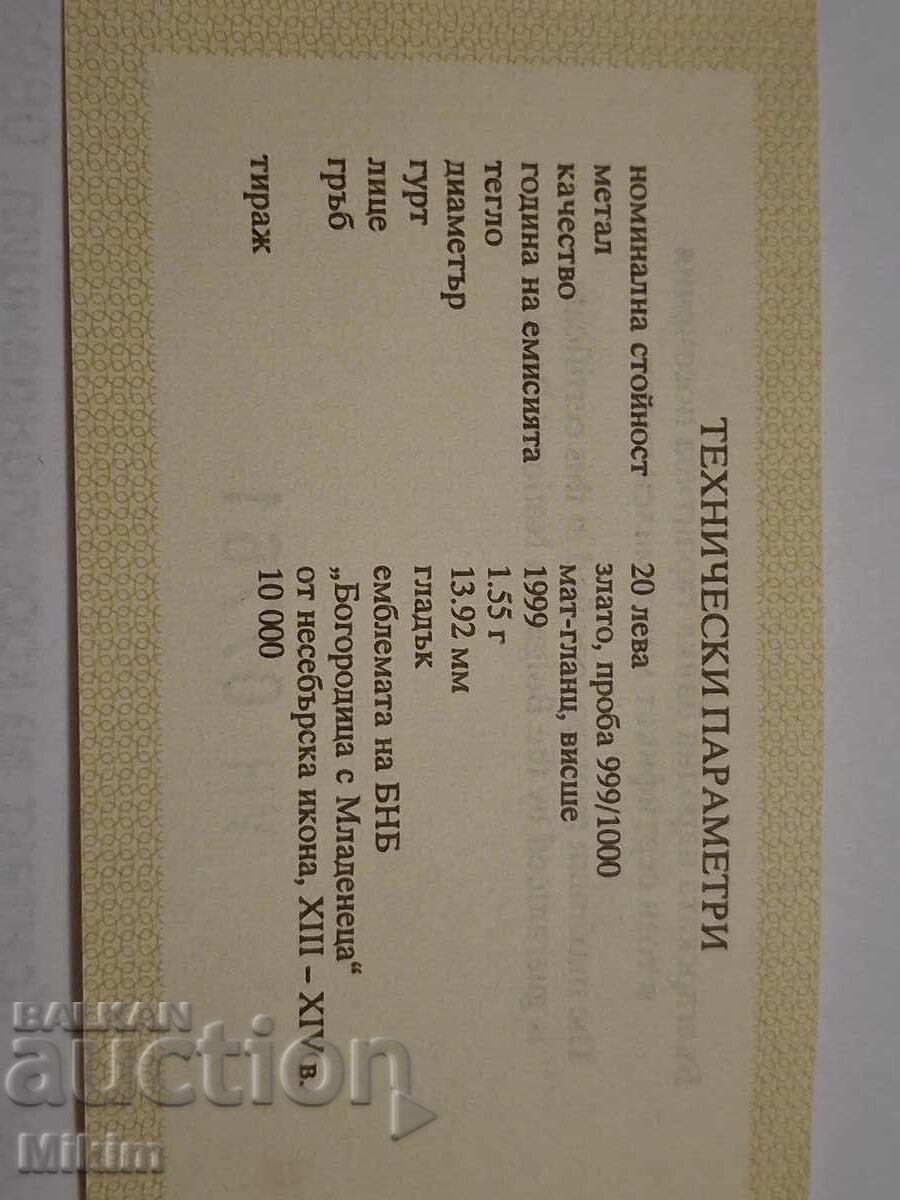 ТЕХНИЧЕСКИ ПАРАМЕТРИ
номинална стойност 20 лева
метал злато, проба 999/1000
качество мат-гланц, висше
година на емисията 1999
тегло 1.55 г
диаметър 13.92 мм
гурт гладък
лице емблемата на БНБ
гръб „Богородица с Младенеца“
от несебърска икона, XIII – XIV в.
тираж 10 000
BALKAN
auction
Mikim